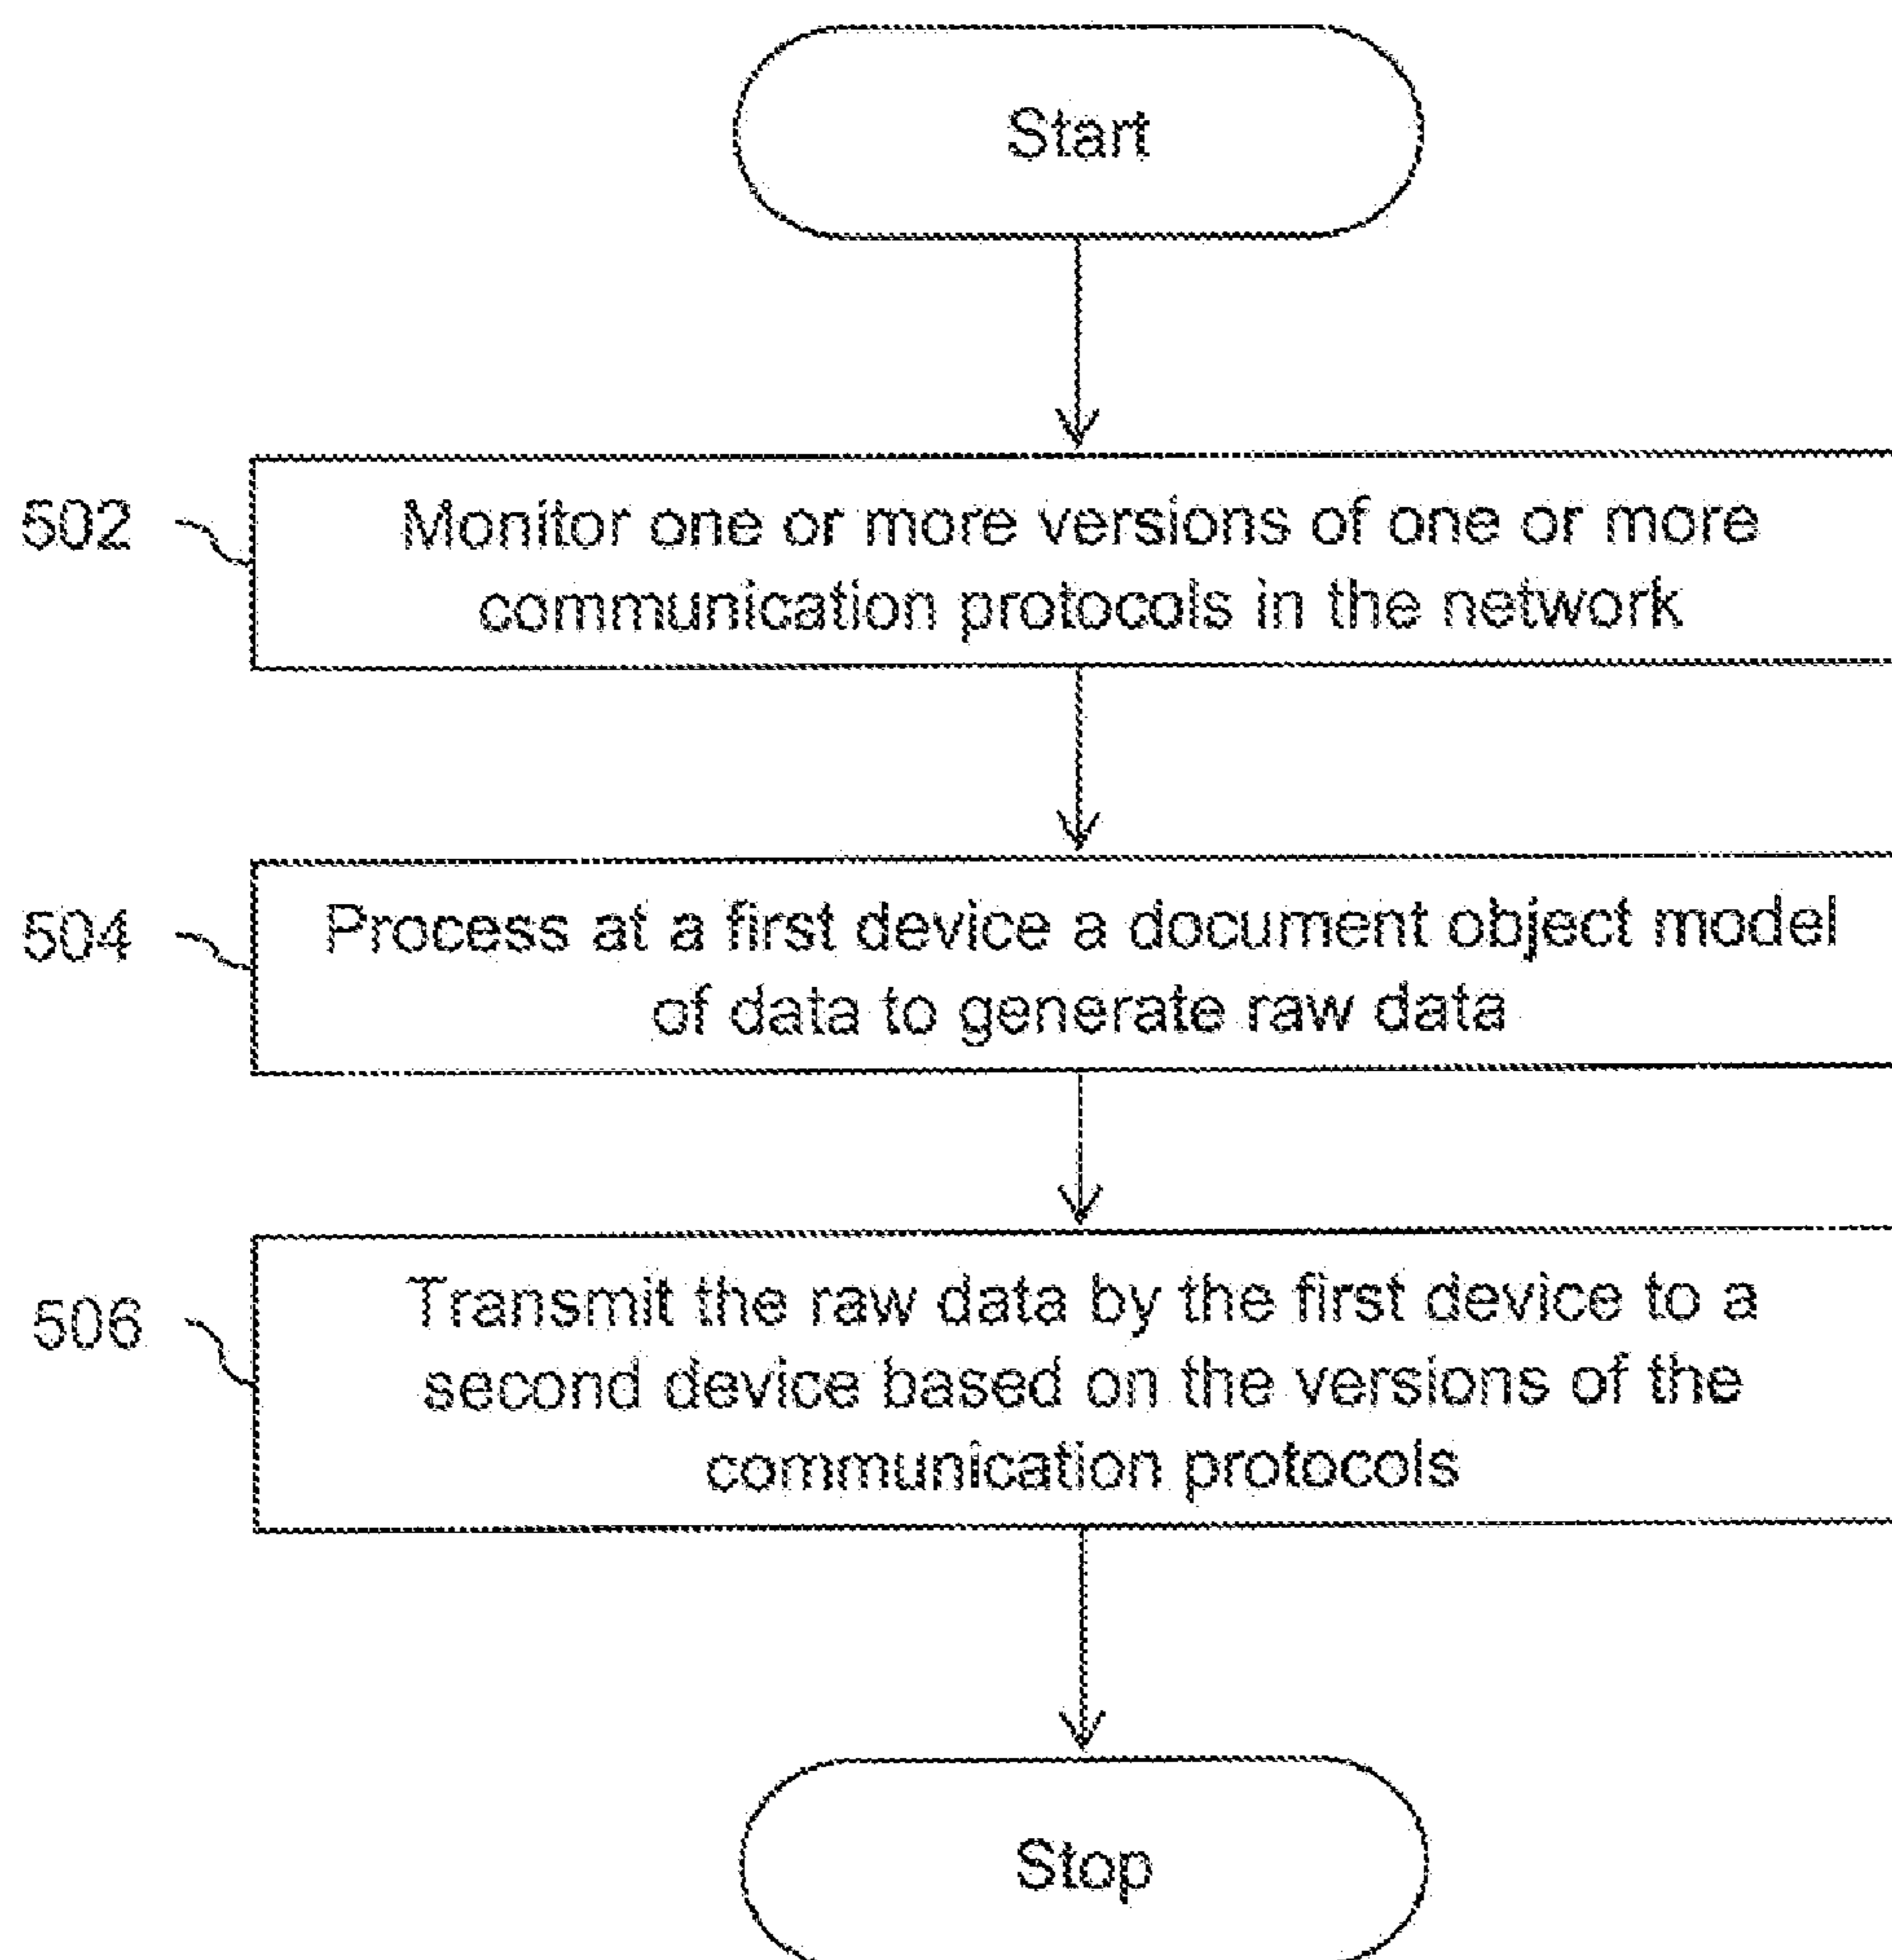 Start
502
Monitor one or more versions of one or more
communication protocols in the network
504
Process at a first device a document object model
of data to generate raw data
506
Transmit the raw data by the first device to a
second device based on the versions of the
communication protocols
Stop